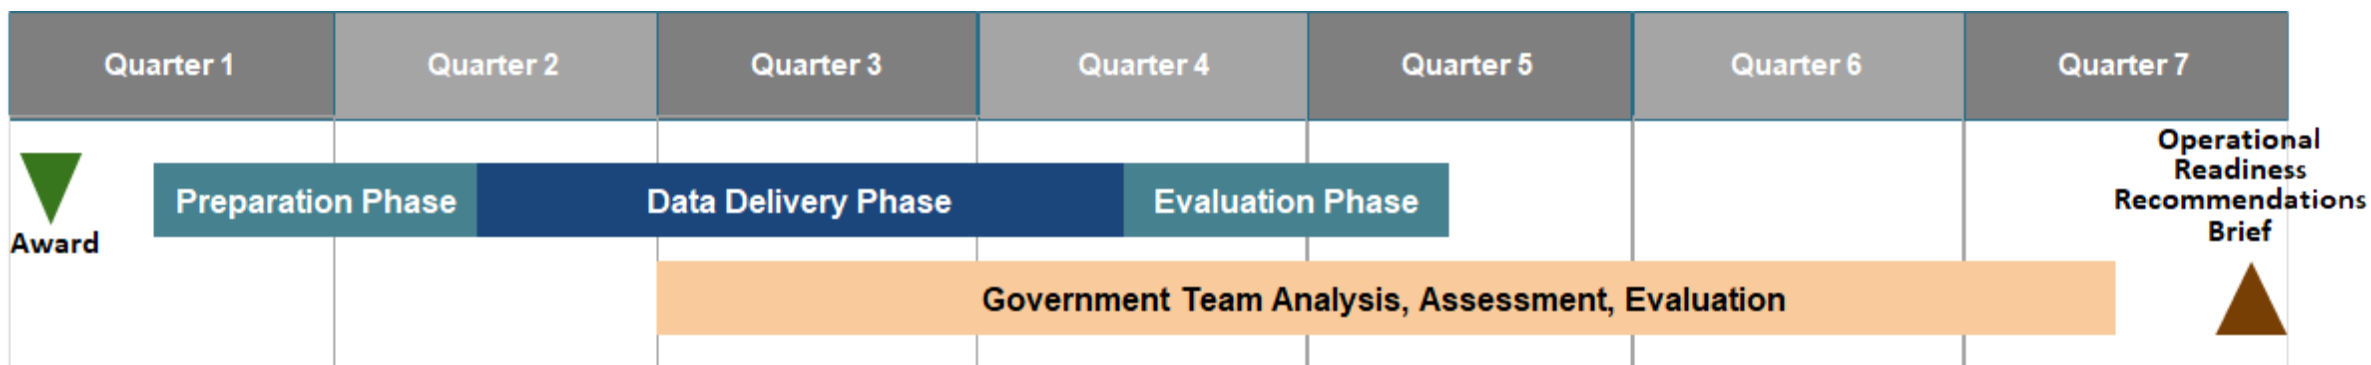 Quarter 1
Quarter 2
Quarter 3
Quarter 4
Quarter 5
Quarter 6
Quarter 7
Award
Preparation Phase
Data Delivery Phase
Evaluation Phase
Operational
Readiness
Recommendations
Brief
Government Team Analysis, Assessment, Evaluation